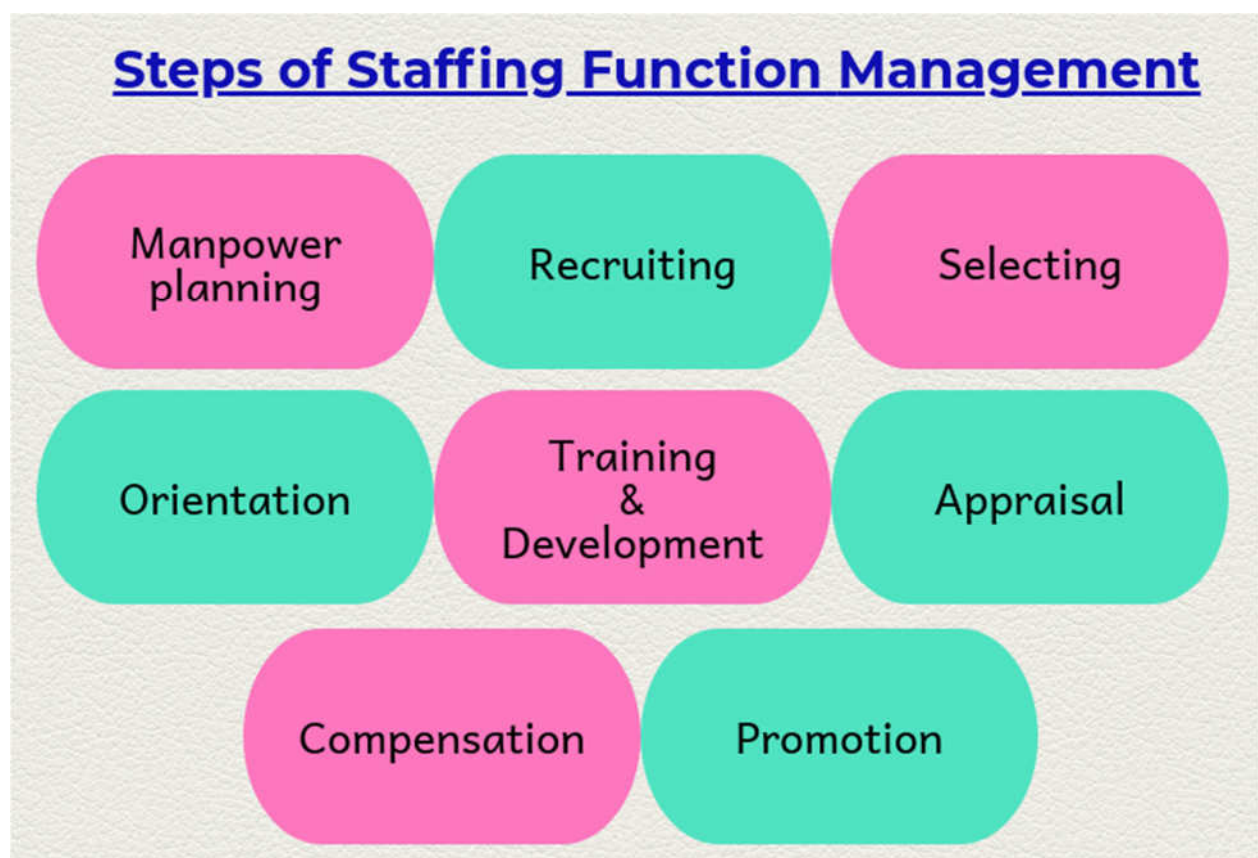 Steps of Staffing Function Management
Manpower
planning
Recruiting
Selecting
Orientation
Training
&
Development
Appraisal
Compensation
Promotion